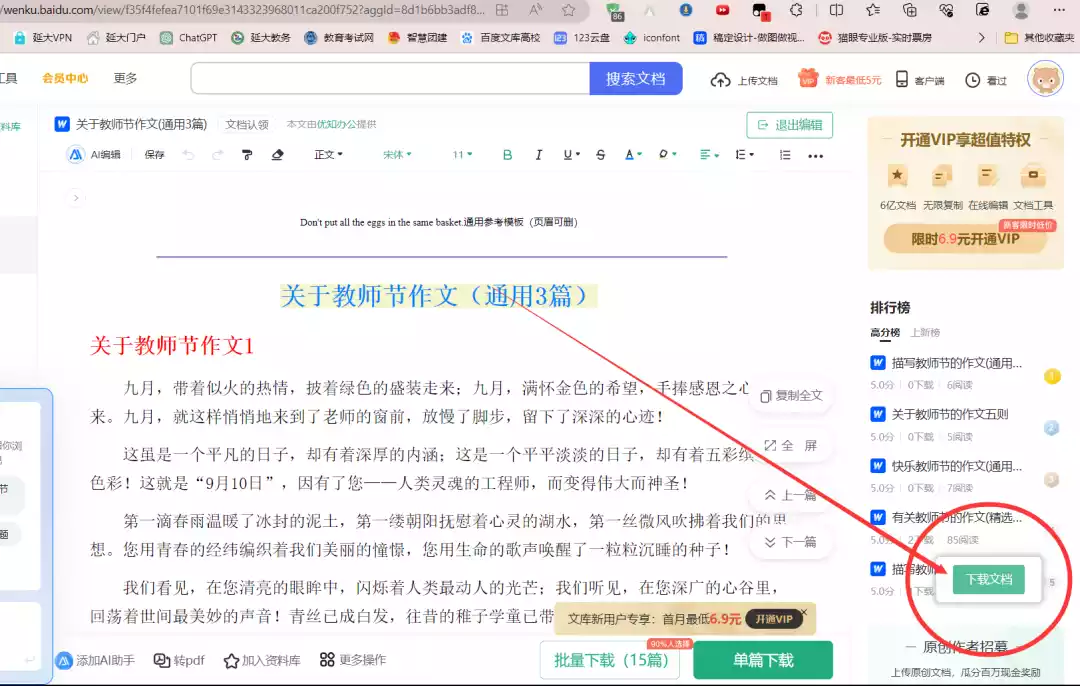 /wenku.baidu.com/view/f35f4fefea7101f69e3143323968011ca200f752?aggId=8d1b6bb3adf8...
86
1
延大VPN 延大门户 ChatGPT 延大教务 教育考试网 智慧团建 百度文库高校 123云盘 iconfont 稿定设计-做图做视... 猫眼专业版-实时票房 其他收藏夹
工具 会员中心 更多 搜索文档 上传文档 新客最低5元 客户端 看过
料库
关于教师节作文(通用3篇) 文档认领 本文由优知办公提供 退出编辑
AI编辑 保存 正文 宋体 11 B I U S A
Don't put all the eggs in the same basket.通用参考模板（页眉可删）
关于教师节作文（通用3篇）
关于教师节作文1
九月，带着似火的热情，披着绿色的盛装走来；九月，满怀金色的希望，手捧感恩之心
来。九月，就这样悄悄地来到了老师的窗前，放慢了脚步，留下了深深的心迹！
这虽是一个平凡的日子，却有着深厚的内涵；这是一个平平淡淡的日子，却有着五彩缤
色彩！这就是“9月10日”，因有了您——人类灵魂的工程师，而变得伟大而神圣！
第一滴春雨温暖了冰封的泥土，第一缕朝阳抚慰着心灵的湖水，第一丝微风吹拂着我们的思
想。您用青春的经纬编织着我们美丽的憧憬，您用生命的歌声唤醒了一粒粒沉睡的种子！
我们看见，在您清亮的眼眸中，闪烁着人类最动人的光芒；我们听见，在您深广的心谷里，
回荡着世间最美妙的声音！青丝已成白发，往昔的稚子学童已带
复制全文
全 屏
上一篇
下一篇
文库新用户专享：首月最低6.9元 开通VIP
90%人选择
添加AI助手 转pdf 加入资料库 更多操作 批量下载（15篇） 单篇下载
开通VIP享超值特权
6亿文档 无限复制 在线编辑 文档工具
新客限时低价
限时6.9元开通VIP
排行榜
高分榜 上新榜
描写教师节的作文(通用...
5.0分 0下载 6阅读
1
关于教师节的作文五则
5.0分 0下载 5阅读
2
快乐教师节的作文(通用...
5.0分 0下载 7阅读
3
有关教师节的作文(精选...
5.0分 2下载 85阅读
描写教师
5.0分 下载
5
下载文档
原创作者招募
上传原创文档，瓜分百万现金奖励